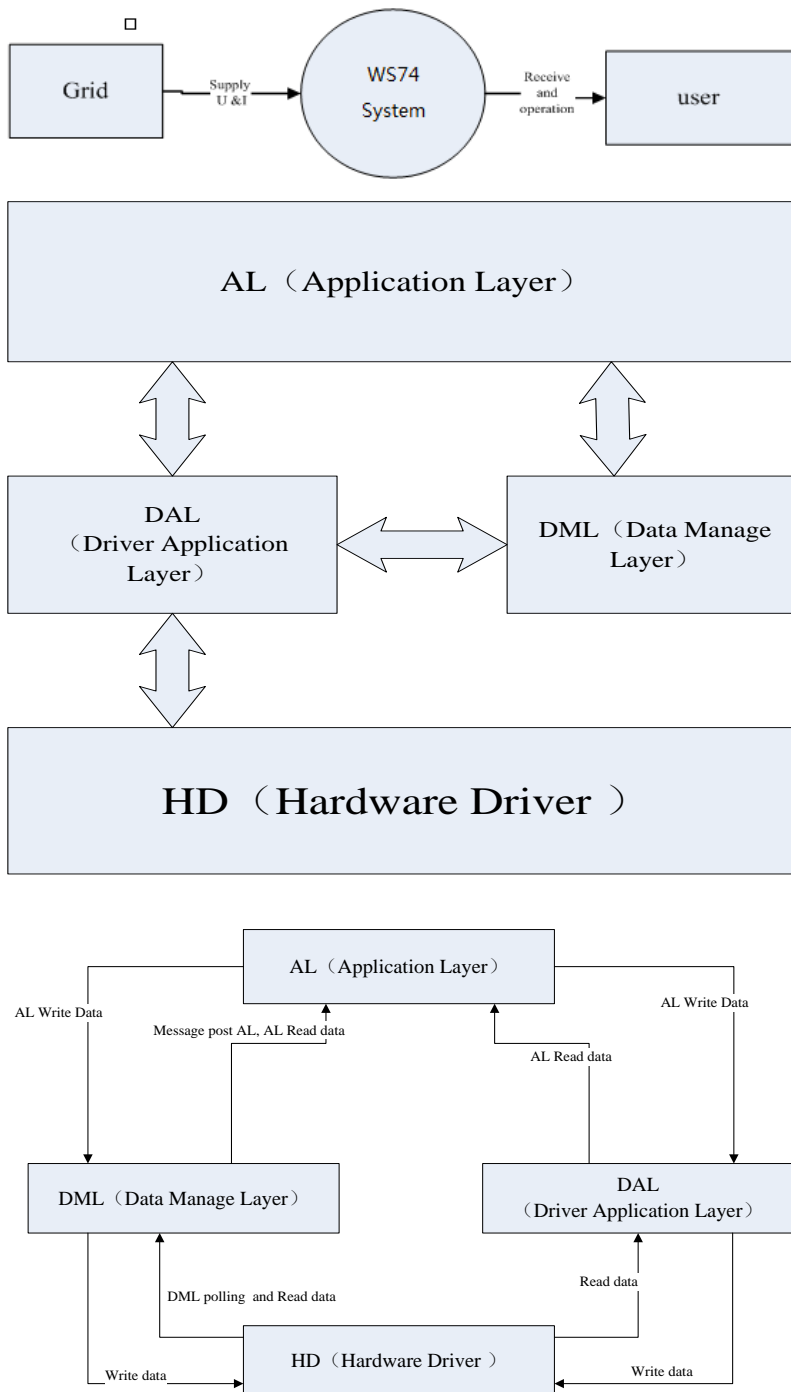 Grid
Supply
U &I
WS74
System
Receive
and
operation
user
AL（Application Layer）
DAL
（Driver Application
Layer）
DML（Data Manage
Layer）
HD（Hardware Driver ）
AL（Application Layer）
AL Write Data
AL Write Data
Message post AL, AL Read data
AL Read data
DML（Data Manage Layer）
DAL
（Driver Application Layer）
DML polling  and Read data
Read data
HD（Hardware Driver ）
Write data
Write data